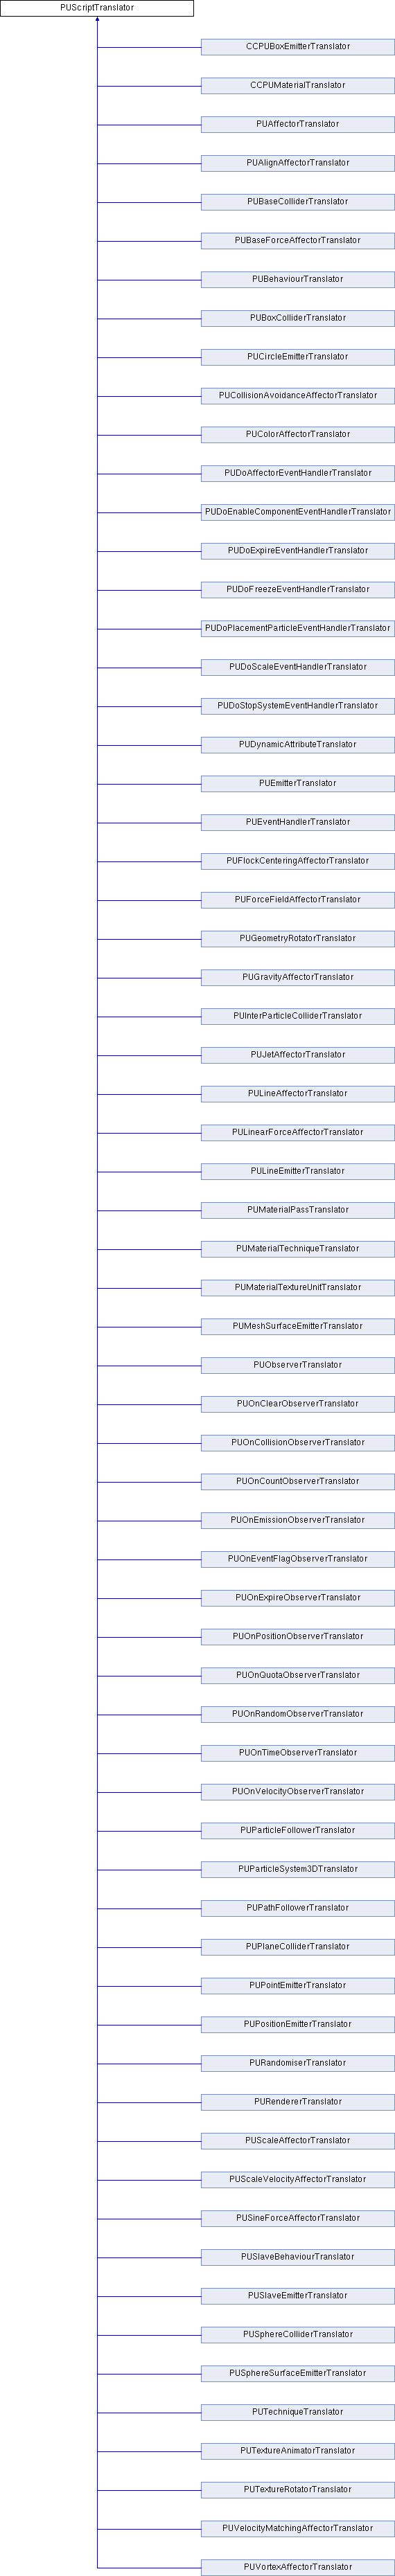 PUScriptTranslator
CCPUBoxEmitterTranslator
CCPUMaterialTranslator
PUAffectorTranslator
PUAlignAffectorTranslator
PUBaseColliderTranslator
PUBaseForceAffectorTranslator
PUBehaviourTranslator
PUBoxColliderTranslator
PUCircleEmitterTranslator
PUCollisionAvoidanceAffectorTranslator
PUColorAffectorTranslator
PUDoAffectorEventHandlerTranslator
PUDoEnableComponentEventHandlerTranslator
PUDoExpireEventHandlerTranslator
PUDoFreezeEventHandlerTranslator
PUDoPlacementParticleEventHandlerTranslator
PUDoScaleEventHandlerTranslator
PUDoStopSystemEventHandlerTranslator
PUDynamicAttributeTranslator
PUEmitterTranslator
PUEventHandlerTranslator
PUFlockCenteringAffectorTranslator
PUForceFieldAffectorTranslator
PUGeometryRotatorTranslator
PUGravityAffectorTranslator
PUInterParticleColliderTranslator
PUJetAffectorTranslator
PULineAffectorTranslator
PULinearForceAffectorTranslator
PULineEmitterTranslator
PUMaterialPassTranslator
PUMaterialTechniqueTranslator
PUMaterialTextureUnitTranslator
PUMeshSurfaceEmitterTranslator
PUObserverTranslator
PUOnClearObserverTranslator
PUOnCollisionObserverTranslator
PUOnCountObserverTranslator
PUOnEmissionObserverTranslator
PUOnEventFlagObserverTranslator
PUOnExpireObserverTranslator
PUOnPositionObserverTranslator
PUOnQuotaObserverTranslator
PUOnRandomObserverTranslator
PUOnTimeObserverTranslator
PUOnVelocityObserverTranslator
PUParticleFollowerTranslator
PUParticleSystem3DTranslator
PUPathFollowerTranslator
PUPlaneColliderTranslator
PUPointEmitterTranslator
PUPositionEmitterTranslator
PURandomiserTranslator
PURendererTranslator
PUScaleAffectorTranslator
PUScaleVelocityAffectorTranslator
PUSineForceAffectorTranslator
PUSlaveBehaviourTranslator
PUSlaveEmitterTranslator
PUSphereColliderTranslator
PUSphereSurfaceEmitterTranslator
PUTechniqueTranslator
PUTextureAnimatorTranslator
PUTextureRotatorTranslator
PUVelocityMatchingAffectorTranslator
PUVortexAffectorTranslator